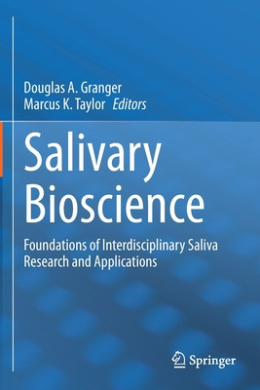 Douglas A. Granger
Marcus K. Taylor Editors
Salivary
Bioscience
Foundations of Interdisciplinary Saliva
Research and Applications
Springer